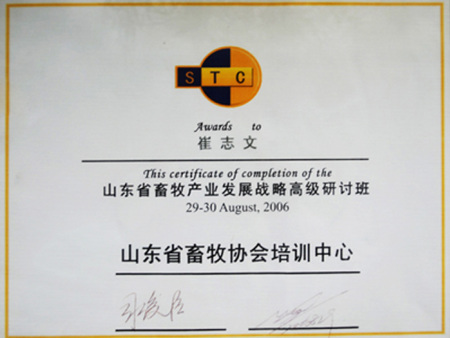 STC
Awards to
崔志文
This certificate of completion of the
山东省畜牧产业发展战略高级研讨班
29-30 August, 2006
山东省畜牧协会培训中心